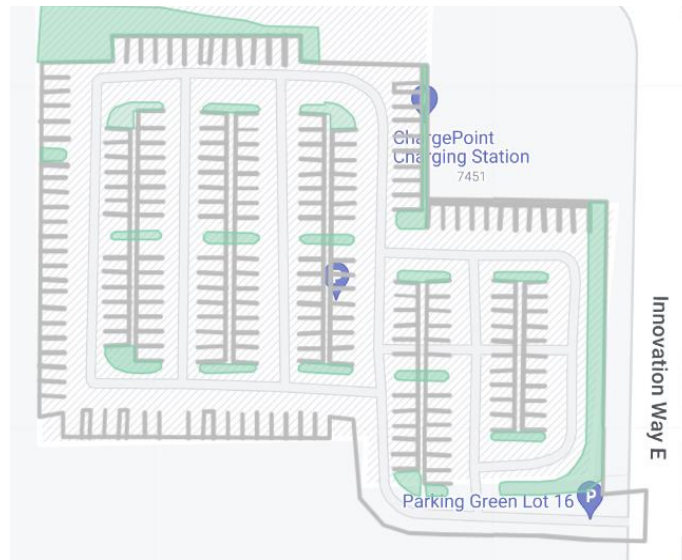 ChargePoint
Charging Station
7451
P
Innovation Way E
Parking Green Lot 16
P